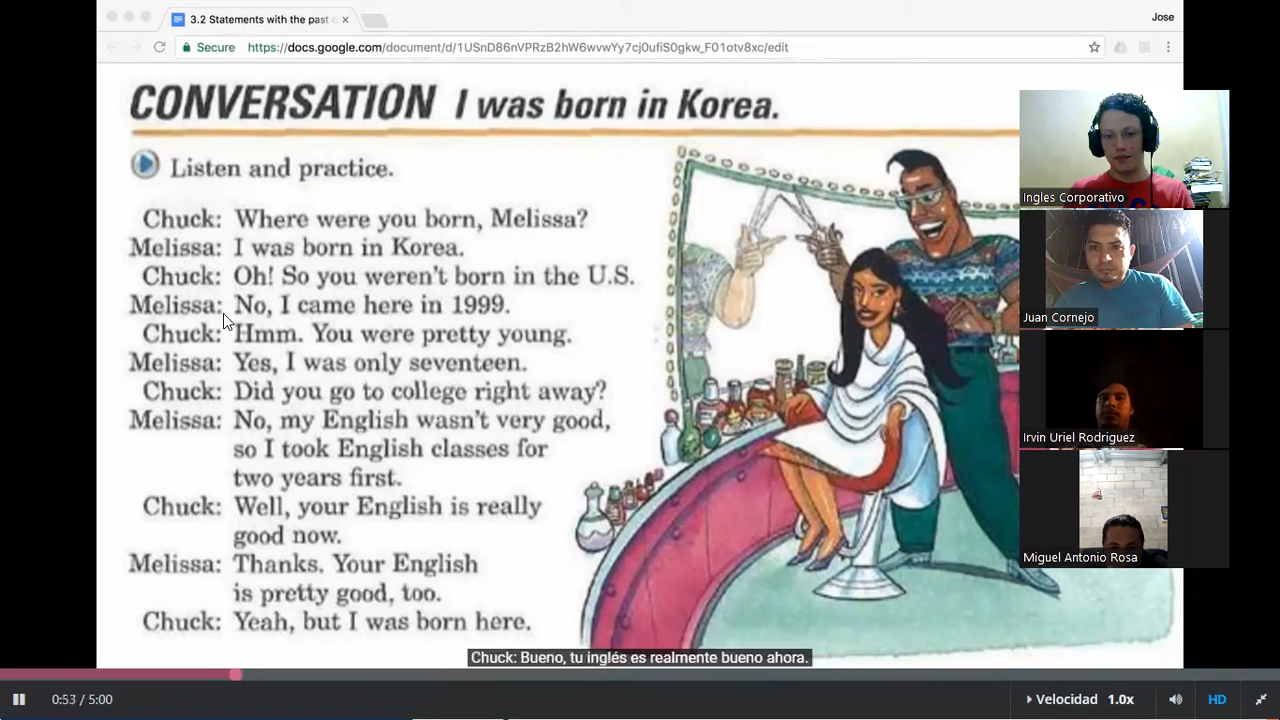 3.2 Statements with the past
Jose
Secure
https://docs.google.com/document/d/1USnD86nVPRzB2hW6wvwYy7cj0ufiS0gkw_F01otv8xc/edit
CONVERSATION I was born in Korea.
Listen and practice.
Chuck: Where were you born, Melissa?
Melissa: I was born in Korea.
Chuck: Oh! So you weren't born in the U.S.
Melissa: No, I came here in 1999.
Chuck: Hmm. You were pretty young.
Melissa: Yes, I was only seventeen.
Chuck: Did you go to college right away?
Melissa: No, my English wasn't very good,
so I took English classes for
two years first.
Chuck: Well, your English is really
good now.
Melissa: Thanks. Your English
is pretty good, too.
Chuck: Yeah, but I was born here.
Ingles Corporativo
Juan Cornejo
Irvin Uriel Rodriguez
Miguel Antonio Rosa
Chuck: Bueno, tu inglés es realmente bueno ahora.
0:53 / 5:00
Velocidad 1.0x
HD